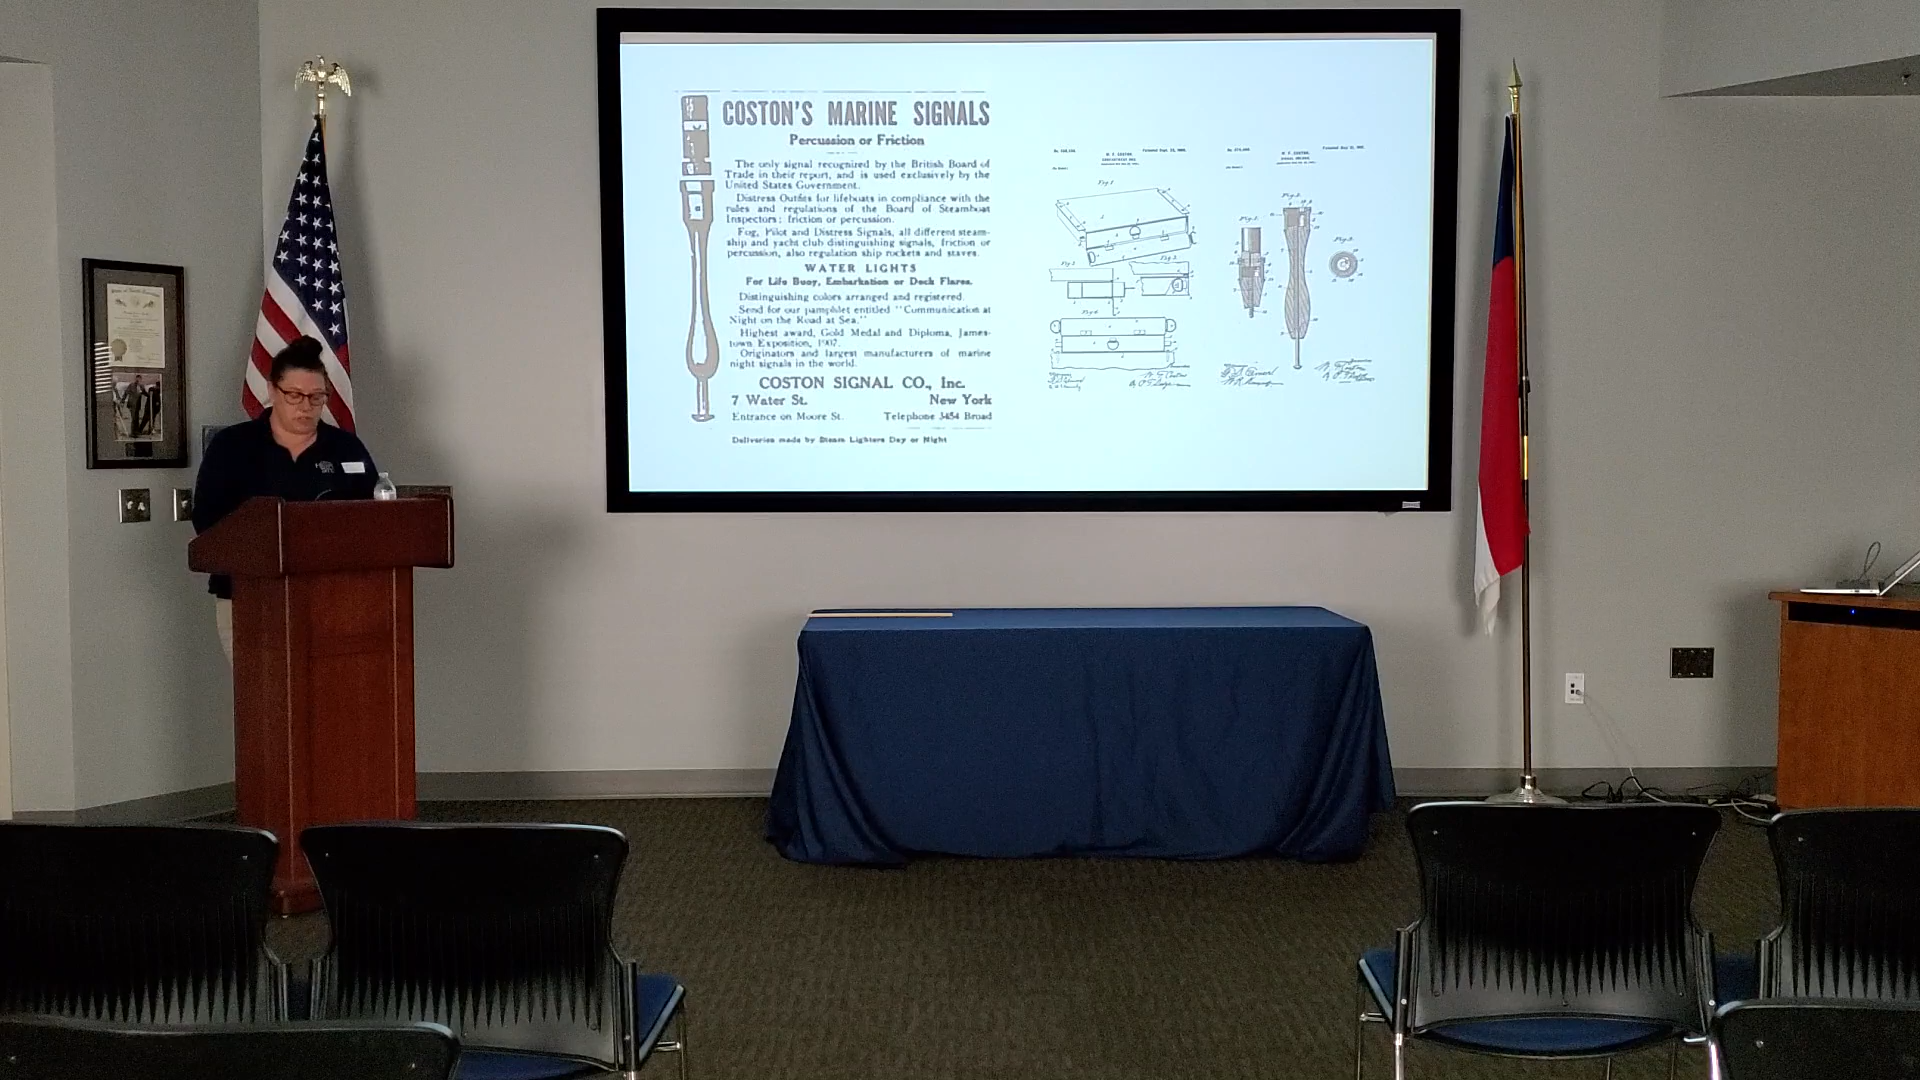 COSTON'S MARINE SIGNALS
Percussion or Friction
The only signal recognized by the British Board of
Trade in their report, and is used exclusively by the
United States Government.
Distress Outfits for lifeboats in compliance with the
rules and regulations of the Board of Steamboat
Inspectors; friction or percussion.
Fog, Pilot and Distress Signals, all different steam-
ship and yacht club distinguishing signals, friction or
percussion, also regulation ship rockets and staves.
WATER LIGHTS
For Life Buoy, Embarkation or Deck Flares.
Distinguishing colors arranged and registered.
Send for our pamphlet entitled "Communication at
Night on the Road at Sea."
Highest award, Gold Medal and Diploma, James-
town Exposition, 1907.
Originators and largest manufacturers of marine
night signals in the world.
COSTON SIGNAL CO., Inc.
7 Water St. New York
Entrance on Moore St. Telephone 3454 Broad
Deliveries made by Steam Lighters Day or Night
W. F. COSTON.
W. F. COSTON.
Fig. 1.